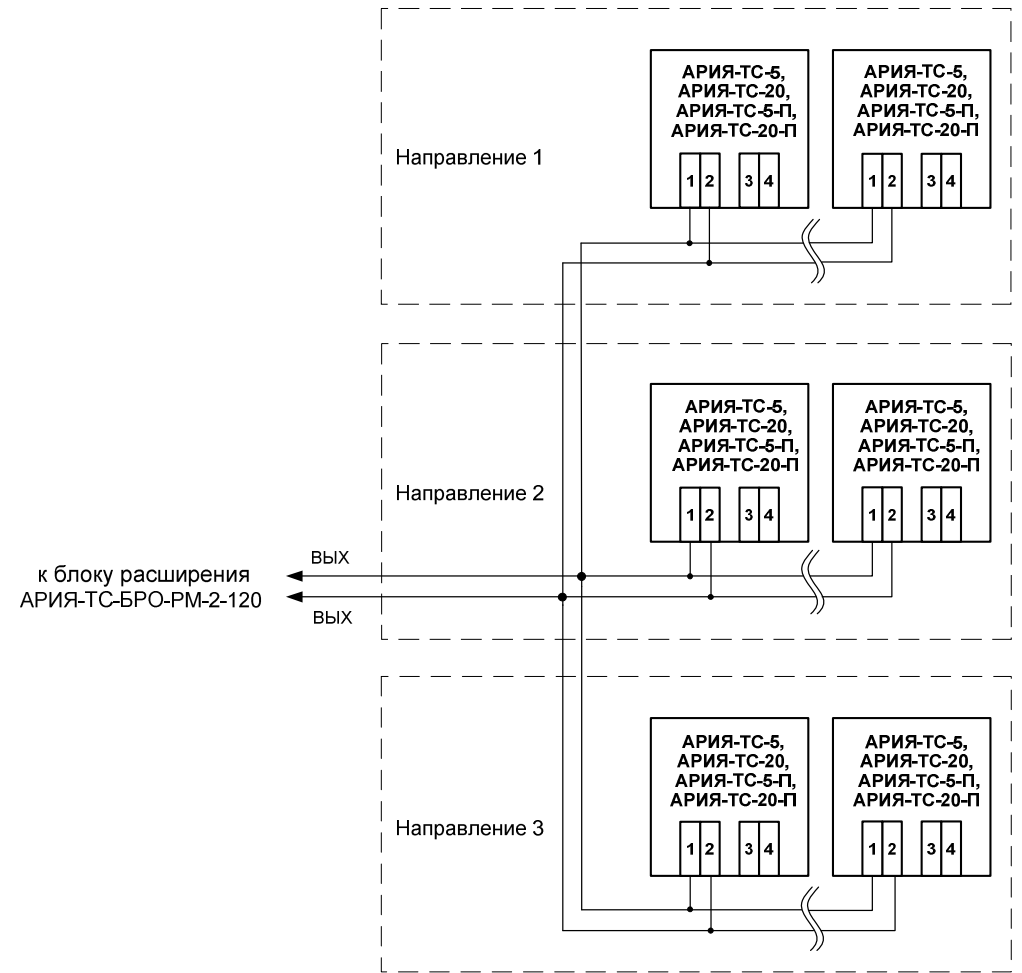 АРИЯ-ТС-5,
АРИЯ-ТС-20,
АРИЯ-ТС-5-П,
АРИЯ-ТС-20-П
1 2 3 4
АРИЯ-ТС-5,
АРИЯ-ТС-20,
АРИЯ-ТС-5-П,
АРИЯ-ТС-20-П
1 2 3 4
Направление 1
АРИЯ-ТС-5,
АРИЯ-ТС-20,
АРИЯ-ТС-5-П,
АРИЯ-ТС-20-П
1 2 3 4
АРИЯ-ТС-5,
АРИЯ-ТС-20,
АРИЯ-ТС-5-П,
АРИЯ-ТС-20-П
1 2 3 4
Направление 2
ВЫХ
к блоку расширения
АРИЯ-ТС-БРО-РМ-2-120
ВЫХ
АРИЯ-ТС-5,
АРИЯ-ТС-20,
АРИЯ-ТС-5-П,
АРИЯ-ТС-20-П
1 2 3 4
АРИЯ-ТС-5,
АРИЯ-ТС-20,
АРИЯ-ТС-5-П,
АРИЯ-ТС-20-П
1 2 3 4
Направление 3